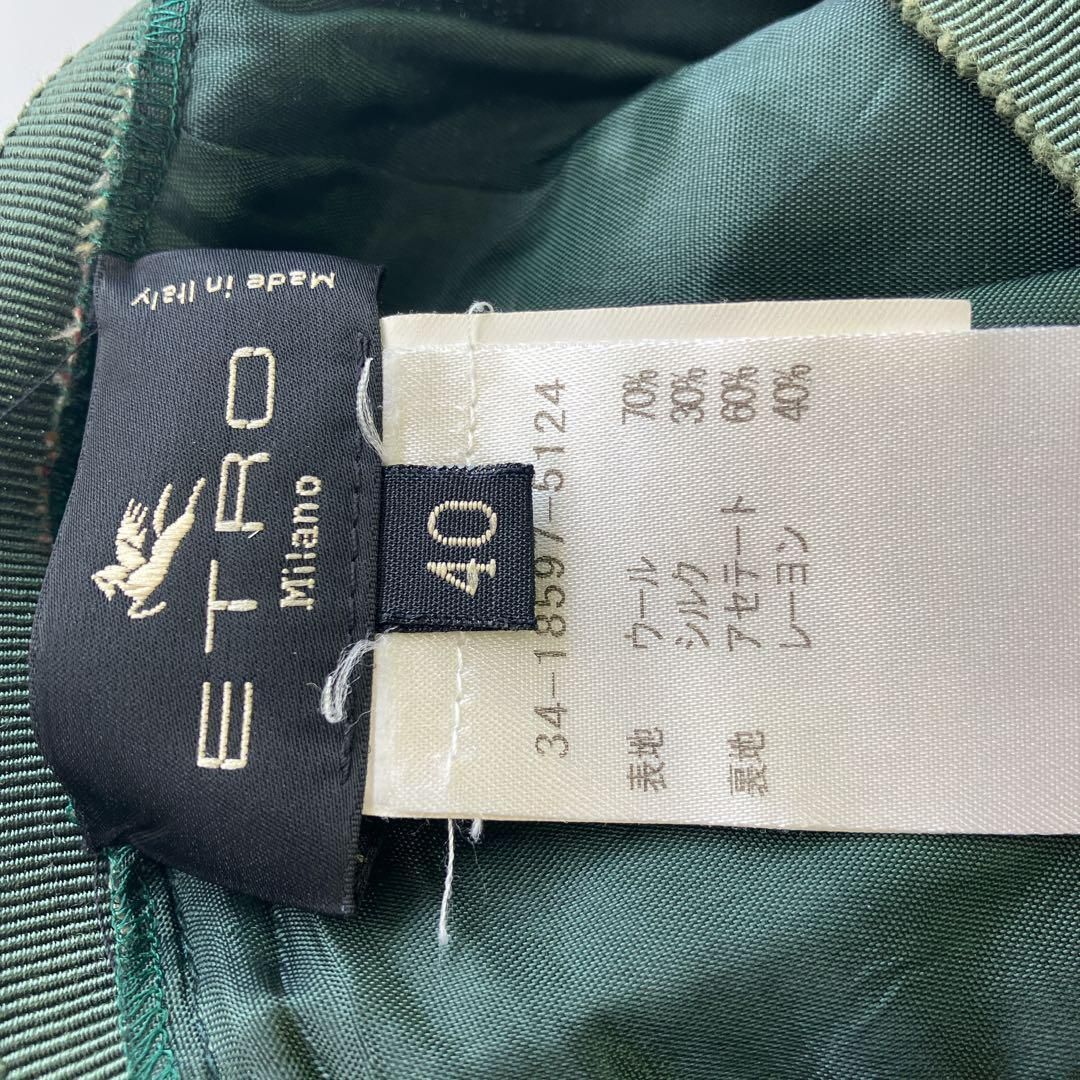 ETRO
Milano
Made in Italy
40
34-18597-5124
表地 ウール 70%
シルク 30%
裏地 アセテート 60%
レーヨン 40%